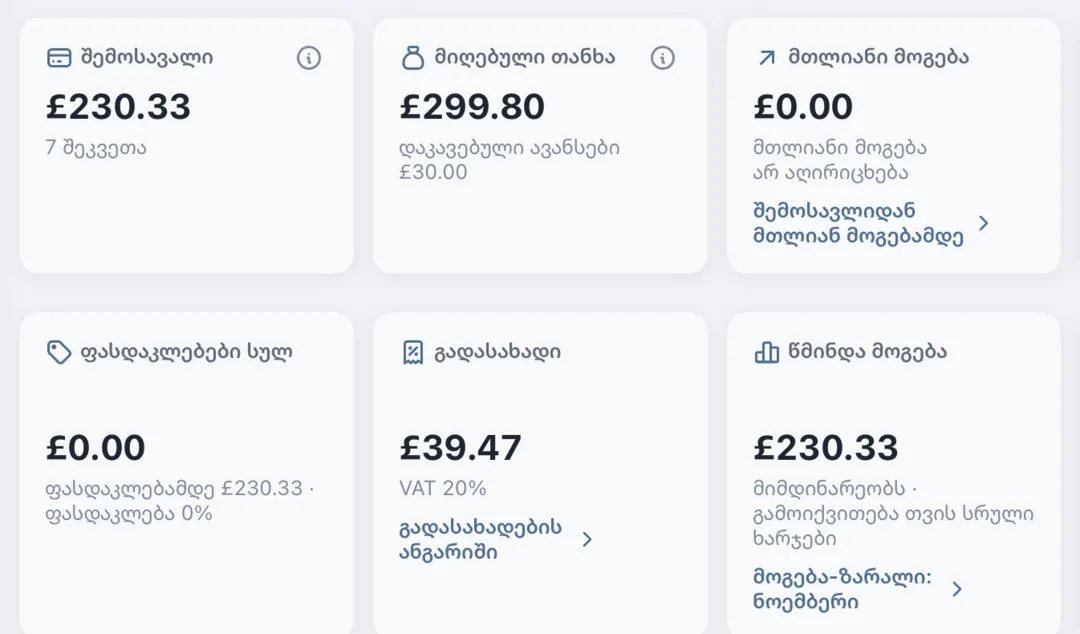 შემოსავალი
£230.33
7 შეკვეთა
მიღებული თანხა
£299.80
დაკავებული ავანსები
£30.00
მთლიანი მოგება
£0.00
მთლიანი მოგება
არ აღირიცხება
შემოსავლიდან
მთლიან მოგებამდე
ფასდაკლებები სულ
£0.00
ფასდაკლებამდე £230.33 ·
ფასდაკლება 0%
გადასახადი
£39.47
VAT 20%
გადასახადების
ანგარიში
წმინდა მოგება
£230.33
მიმდინარეობს ·
გამოიქვითება თვის სრული
ხარჯები
მოგება-ზარალი:
ნოემბერი